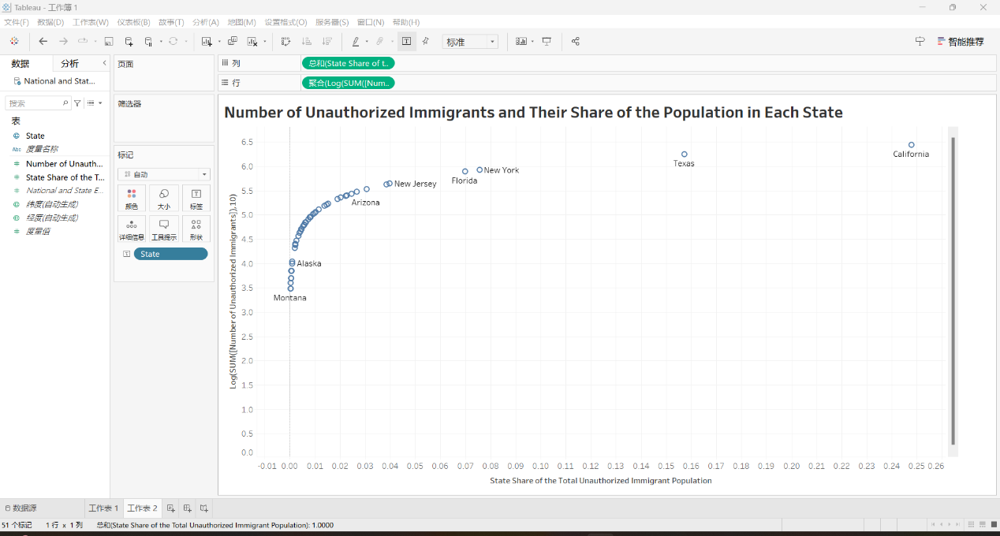 Tableau - 工作簿 1
文件(F) 数据(D) 工作表(W) 仪表板(B) 故事(T) 分析(A) 地图(M) 设置格式(O) 服务器(S) 窗口(N) 帮助(H)
标准
智能推荐
数据 分析
National and Stat...
搜索
表
State
度量名称
Number of Unauth...
State Share of the T...
National and State E...
纬度(自动生成)
经度(自动生成)
度量值
页面
筛选器
标记
自动
颜色 大小 标签
详细信息 工具提示 形状
State
列 总和(State Share of t..
行 聚合(Log(SUM([Num..
Number of Unauthorized Immigrants and Their Share of the Population in Each State
Log(SUM([Number of Unauthorized Immigrants]),10)
6.5
6.0
5.5
5.0
4.5
4.0
3.5
3.0
2.5
2.0
1.5
1.0
0.5
0.0
California
Texas
New York
Florida
New Jersey
Arizona
Alaska
Montana
-0.01 0.00 0.01 0.02 0.03 0.04 0.05 0.06 0.07 0.08 0.09 0.10 0.11 0.12 0.13 0.14 0.15 0.16 0.17 0.18 0.19 0.20 0.21 0.22 0.23 0.24 0.25 0.26
State Share of the Total Unauthorized Immigrant Population
数据源 工作表 1 工作表 2
51 个标记 1 行 x 1 列 总和(State Share of the Total Unauthorized Immigrant Population): 1.0000